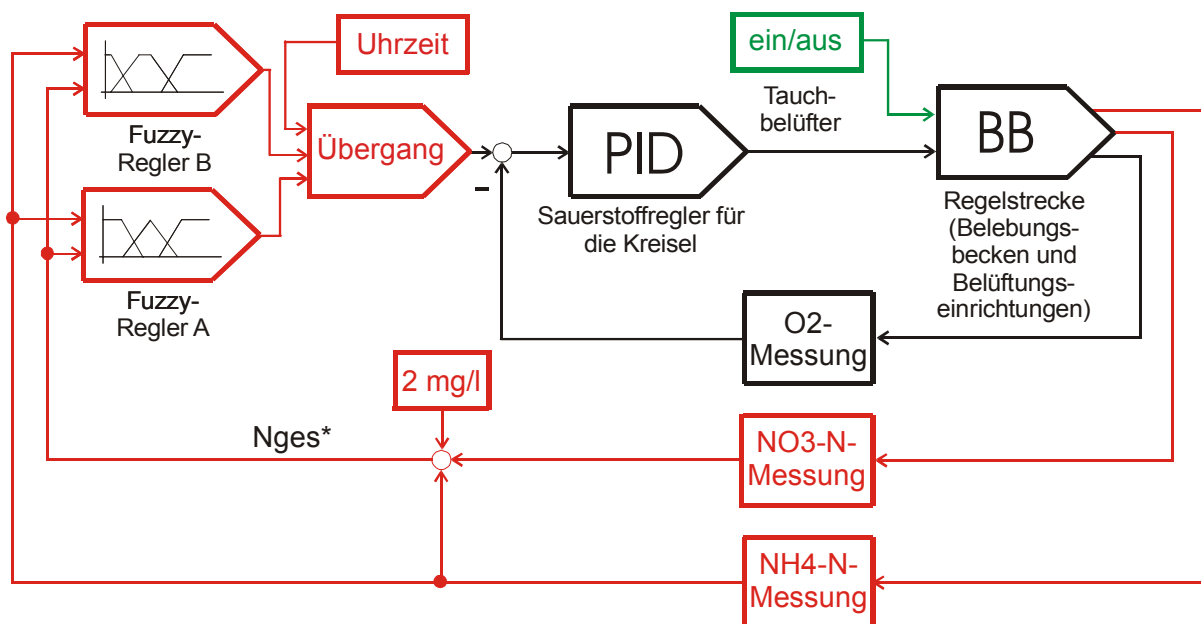 Uhrzeit
ein/aus
Fuzzy-
Regler B
Übergang
PID
Tauch-
belüfter
BB
Sauerstoffregler für
die Kreisel
Regelstrecke
(Belebungs-
becken und
Belüftungs-
einrichtungen)
Fuzzy-
Regler A
O2-
Messung
2 mg/l
Nges*
NO3-N-
Messung
NH4-N-
Messung